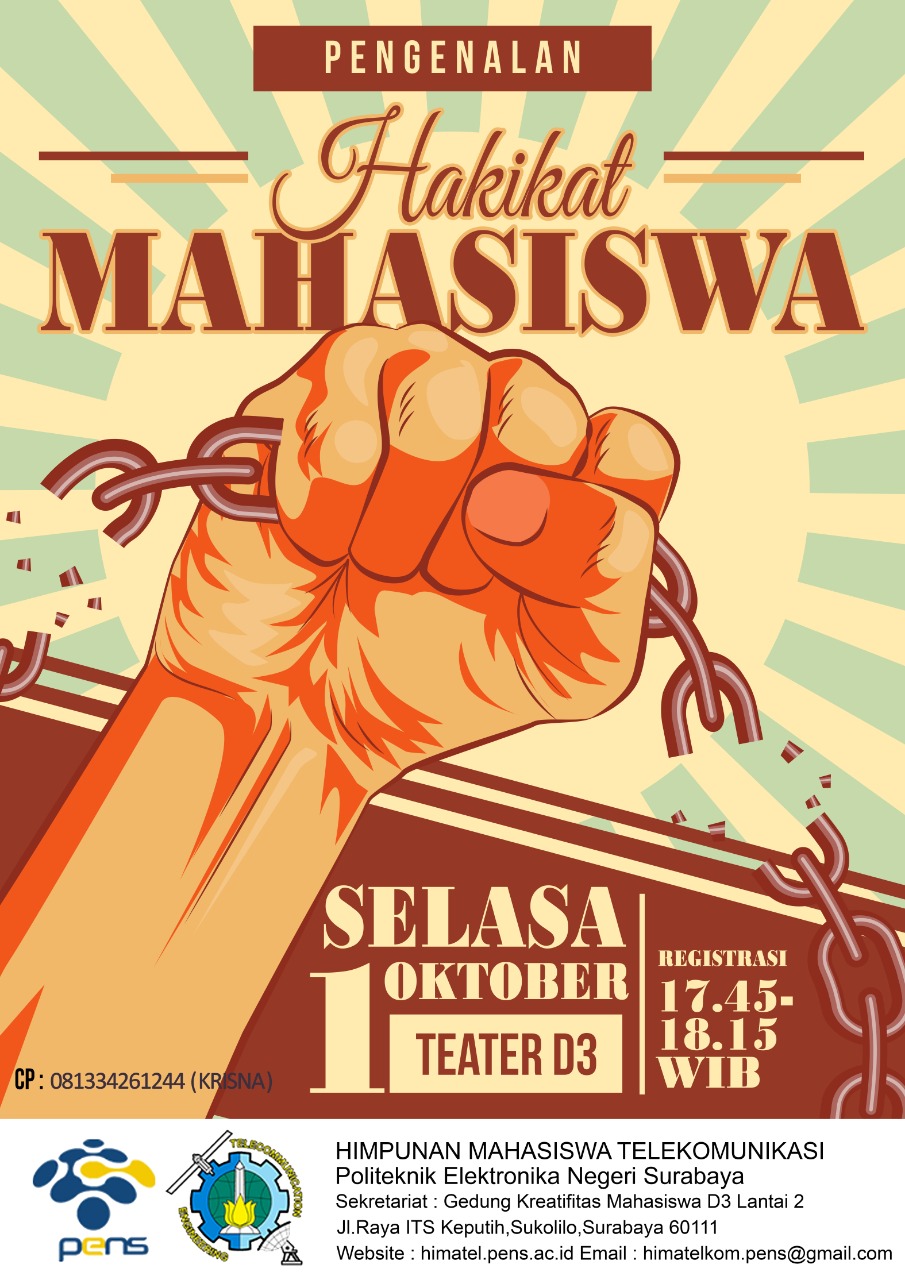 PENGENALAN
Hakikat
MAHASISWA
SELASA
1 OKTOBER
TEATER D3
REGISTRASI
17.45-
18.15
WIB
CP : 081334261244 (KRISNA)
pens
TELECOMMUNICATION
ENGINEERING
HIMPUNAN MAHASISWA TELEKOMUNIKASI
Politeknik Elektronika Negeri Surabaya
Sekretariat : Gedung Kreatifitas Mahasiswa D3 Lantai 2
Jl.Raya ITS Keputih,Sukolilo,Surabaya 60111
Website : himatel.pens.ac.id Email : himatelkom.pens@gmail.com